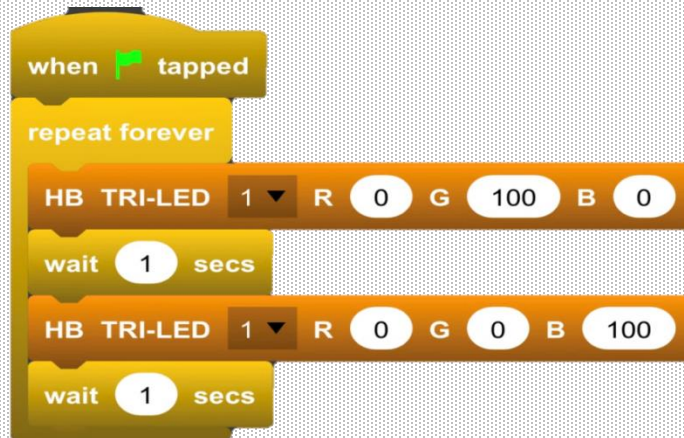 when tapped
repeat forever
HB TRI-LED 1 R 0 G 100 B 0
wait 1 secs
HB TRI-LED 1 R 0 G 0 B 100
wait 1 secs